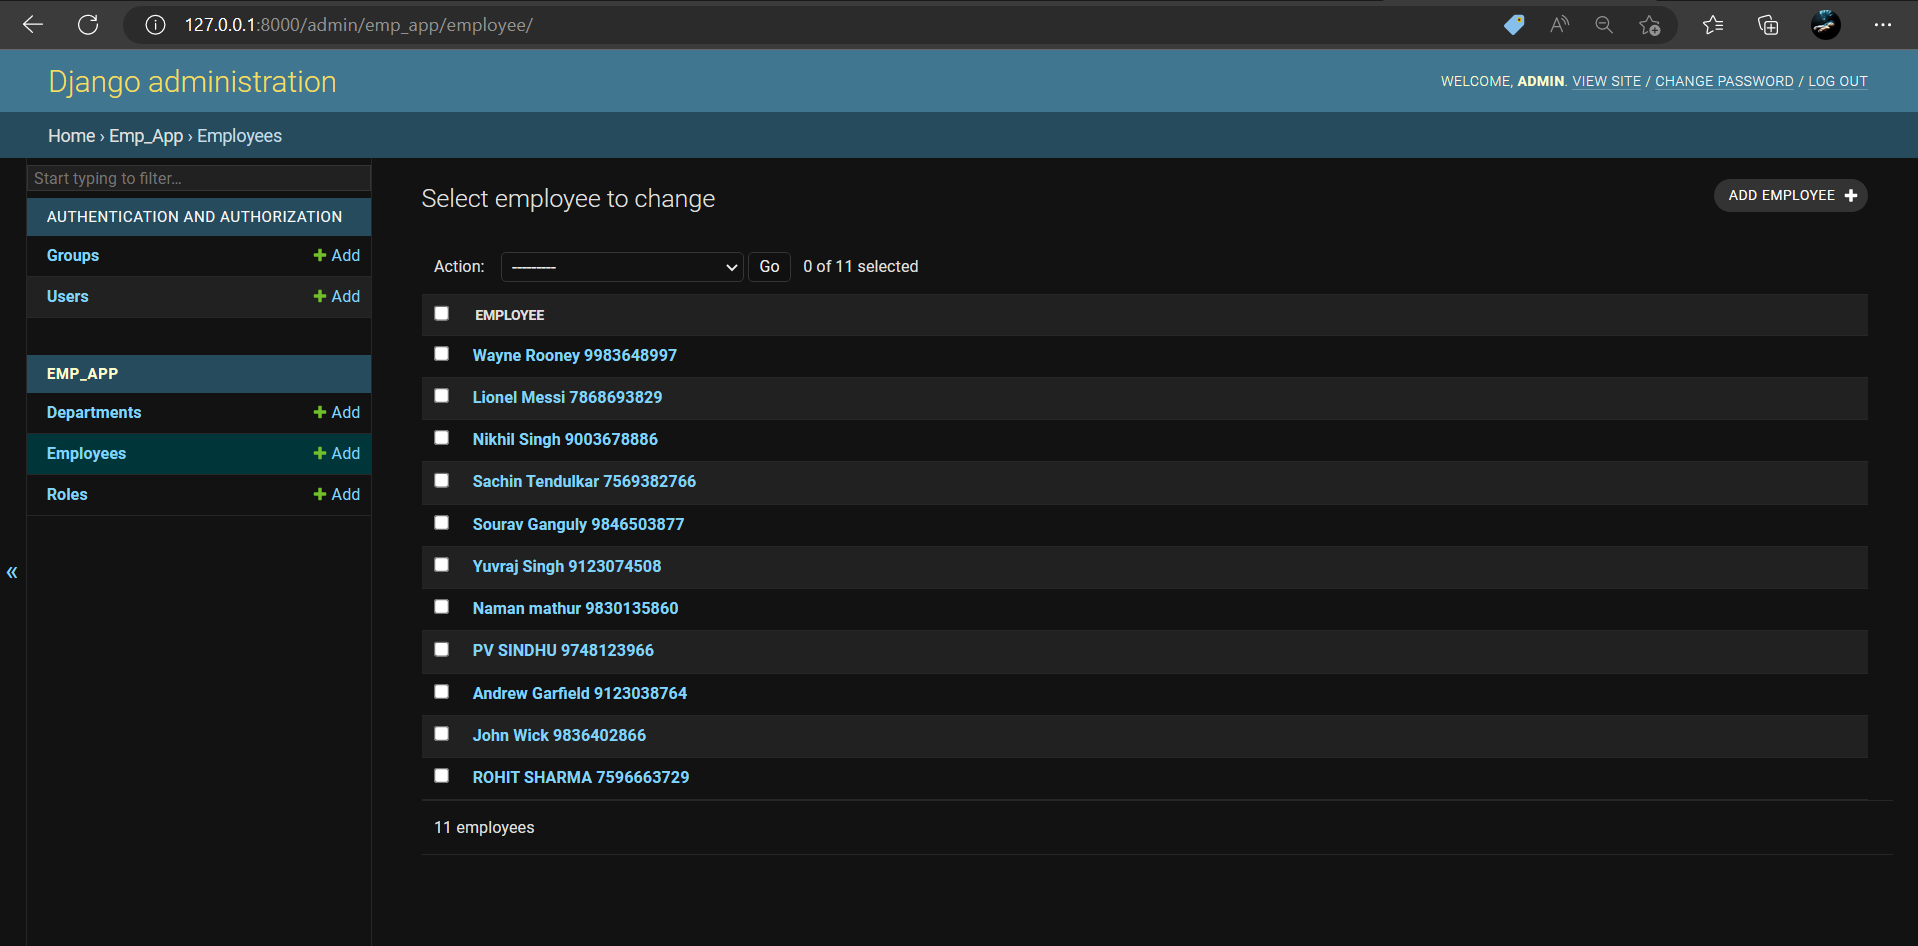 127.0.0.1:8000/admin/emp_app/employee/
Django administration
WELCOME, ADMIN. VIEW SITE / CHANGE PASSWORD / LOG OUT
Home › Emp_App › Employees
Start typing to filter...
AUTHENTICATION AND AUTHORIZATION
Groups + Add
Users + Add
EMP_APP
Departments + Add
Employees + Add
Roles + Add
«
Select employee to change
ADD EMPLOYEE +
Action: --------- Go 0 of 11 selected
EMPLOYEE
Wayne Rooney 9983648997
Lionel Messi 7868693829
Nikhil Singh 9003678886
Sachin Tendulkar 7569382766
Sourav Ganguly 9846503877
Yuvraj Singh 9123074508
Naman mathur 9830135860
PV SINDHU 9748123966
Andrew Garfield 9123038764
John Wick 9836402866
ROHIT SHARMA 7596663729
11 employees